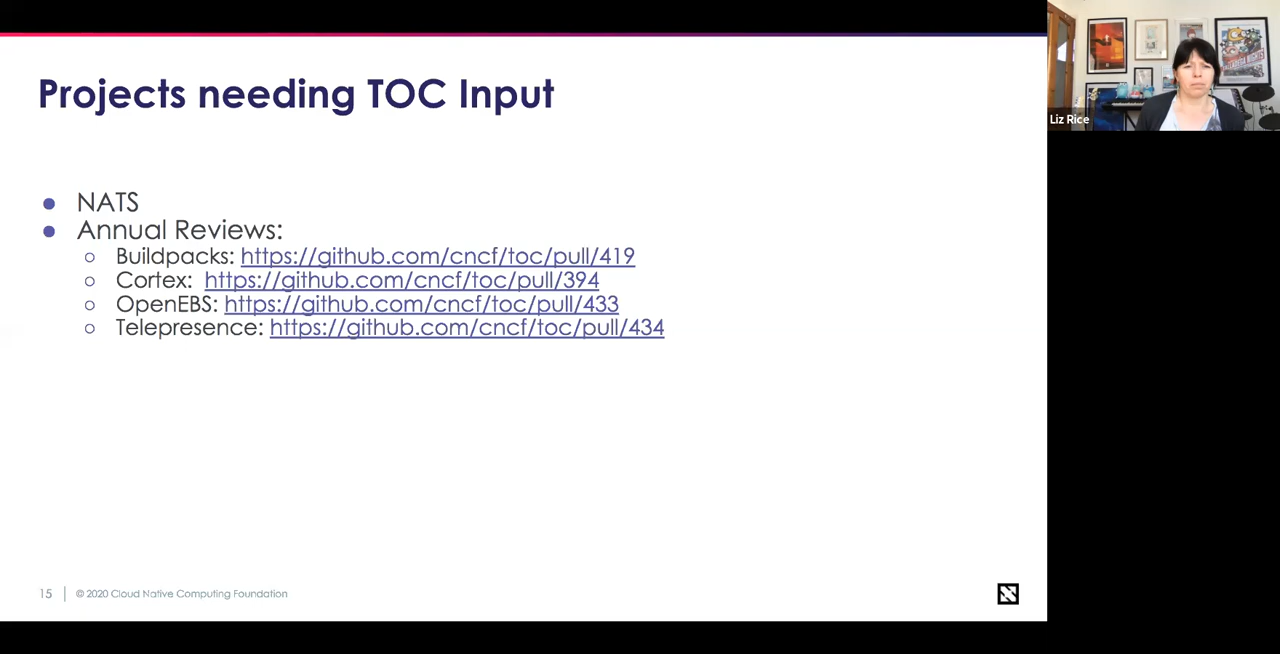 Projects needing TOC Input
Liz Rice
● NATS
● Annual Reviews:
○ Buildpacks: https://github.com/cncf/toc/pull/419
○ Cortex: https://github.com/cncf/toc/pull/394
○ OpenEBS: https://github.com/cncf/toc/pull/433
○ Telepresence: https://github.com/cncf/toc/pull/434
15 | © 2020 Cloud Native Computing Foundation